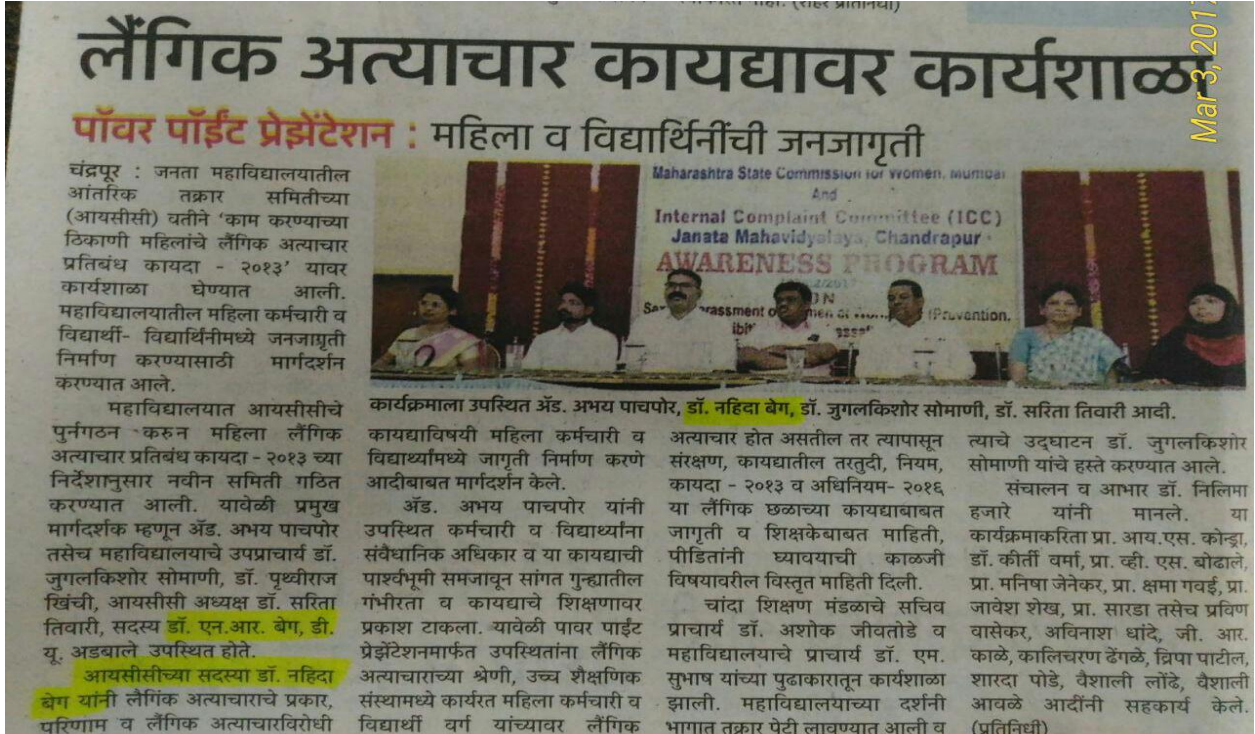 (शहर प्रतिनिधी)
Mar 3, 2017
लैंगिक अत्याचार कायद्यावर कार्यशाळा
पॉवर पॉईंट प्रेझेंटेशन : महिला व विद्यार्थिनींची जनजागृती
चंद्रपूर : जनता महाविद्यालयातील
आंतरिक तक्रार समितीच्या
(आयसीसी) वतीने ‘काम करण्याच्या
ठिकाणी महिलांचे लैंगिक अत्याचार
प्रतिबंध कायदा - २०१३’ यावर
कार्यशाळा घेण्यात आली.
महाविद्यालयातील महिला कर्मचारी व
विद्यार्थी- विद्यार्थिनीमध्ये जनजागृती
निर्माण करण्यासाठी मार्गदर्शन
करण्यात आले.
महाविद्यालयात आयसीसीचे
पुर्नगठन करुन महिला लैंगिक
अत्याचार प्रतिबंध कायदा - २०१३ च्या
निर्देशानुसार नवीन समिती गठित
करण्यात आली. यावेळी प्रमुख
मार्गदर्शक म्हणून अ‍ॅड. अभय पाचपोर
तसेच महाविद्यालयाचे उपप्राचार्य डॉ.
जुगलकिशोर सोमाणी, डॉ. पृथ्वीराज
खिंची, आयसीसी अध्यक्ष डॉ. सरिता
तिवारी, सदस्य डॉ. एन.आर. बेग, डी.
यू. अडबाले उपस्थित होते.
आयसीसीच्या सदस्या डॉ. नहिदा
बेग यांनी लैगिंक अत्याचाराचे प्रकार,
परिणाम व लैंगिक अत्याचारविरोधी
Maharashtra State Commission for Women, Mumbai
And
Internal Complaint Committee (ICC)
Janata Mahavidyalaya, Chandrapur
AWARENESS PROGRAM
कार्यक्रमाला उपस्थित अ‍ॅड. अभय पाचपोर, डॉ. नहिदा बेग, डॉ. जुगलकिशोर सोमाणी, डॉ. सरिता तिवारी आदी.
कायद्याविषयी महिला कर्मचारी व
विद्यार्थ्यांमध्ये जागृती निर्माण करणे
आदीबाबत मार्गदर्शन केले.
अ‍ॅड. अभय पाचपोर यांनी
उपस्थित कर्मचारी व विद्यार्थ्यांना
संवैधानिक अधिकार व या कायद्याची
पार्श्वभूमी समजावून सांगत गुन्ह्यातील
गंभीरता व कायद्याचे शिक्षणावर
प्रकाश टाकला. यावेळी पावर पाईंट
प्रेझेंटेशनमार्फत उपस्थितांना लैंगिक
अत्याचाराच्या श्रेणी, उच्च शैक्षणिक
संस्थामध्ये कार्यरत महिला कर्मचारी व
विद्यार्थी वर्ग यांच्यावर लैंगिक
अत्याचार होत असतील तर त्यापासून
संरक्षण, कायद्यातील तरतुदी, नियम,
कायदा - २०१३ व अधिनियम- २०१६
या लैंगिक छळाच्या कायद्याबाबत
जागृती व शिक्षकेबाबत माहिती,
पीडितांनी घ्यावयाची काळजी
विषयावरील विस्तृत माहिती दिली.
चांदा शिक्षण मंडळाचे सचिव
प्राचार्य डॉ. अशोक जीवतोडे व
महाविद्यालयाचे प्राचार्य डॉ. एम.
सुभाष यांच्या पुढाकारातून कार्यशाळा
झाली. महाविद्यालयाच्या दर्शनी
भागात तक्रार पेटी लावण्यात आली व
त्याचे उद्‌घाटन डॉ. जुगलकिशोर
सोमाणी यांचे हस्ते करण्यात आले.
संचालन व आभार डॉ. निलिमा
हजारे यांनी मानले. या
कार्यक्रमाकरिता प्रा. आय.एस. कोन्ड्रा,
डॉ. कीर्ती वर्मा, प्रा. व्ही. एस. बोढाले,
प्रा. मनिषा जेनेकर, प्रा. क्षमा गवई, प्रा.
जावेश शेख, प्रा. सारडा तसेच प्रविण
वासेकर, अविनाश धांदे, जी. आर.
काळे, कालिचरण ढेंगळे, व्रिपा पाटील,
शारदा पोडे, वैशाली लोंढे, वैशाली
आवळे आदींनी सहकार्य केले.
(प्रतिनिधी)